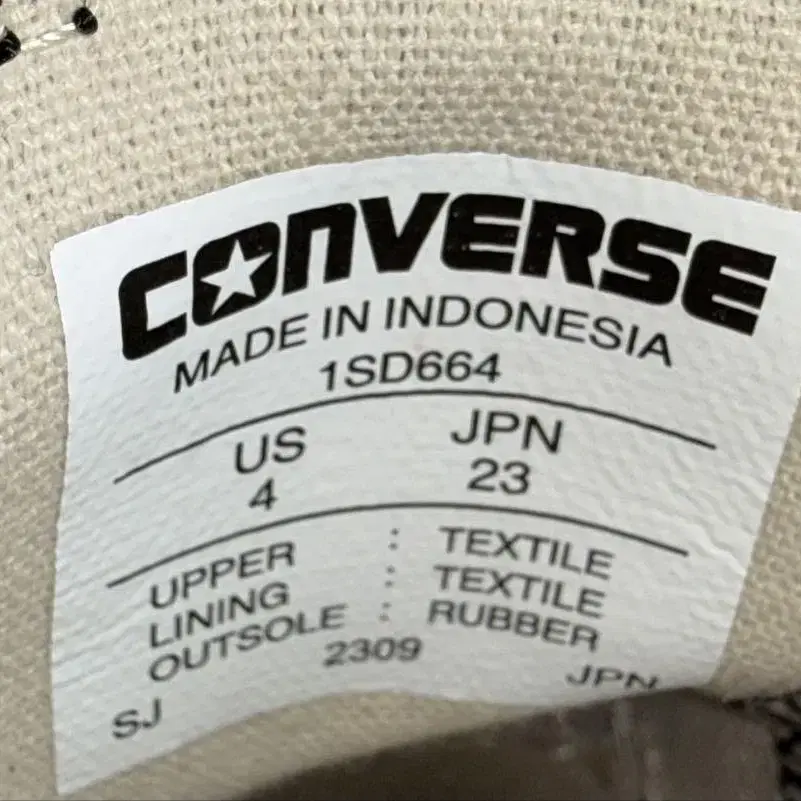 CONVERSE
MADE IN INDONESIA
1SD664
US JPN
4 23
UPPER : TEXTILE
LINING : TEXTILE
OUTSOLE : RUBBER
2309
SJ JPN